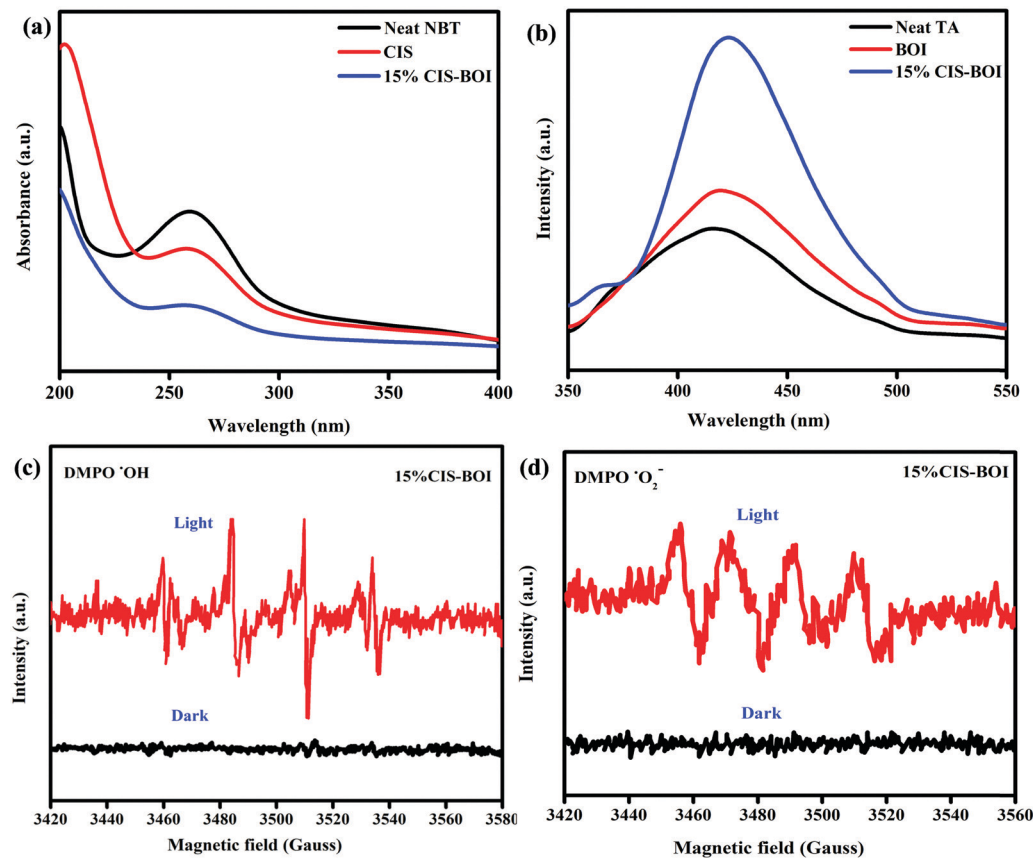 (a)
Neat NBT
CIS
15% CIS-BOI
Absorbance (a.u.)
200 250 300 350 400
Wavelength (nm)
(b)
Neat TA
BOI
15% CIS-BOI
Intensity (a.u.)
350 400 450 500 550
Wavelength (nm)
(c)
DMPO ·OH 15%CIS-BOI
Light
Dark
Intensity (a.u.)
3420 3440 3460 3480 3500 3520 3540 3560 3580
Magnetic field (Gauss)
(d)
DMPO ·O₂⁻ 15%CIS-BOI
Light
Dark
Intensity (a.u.)
3420 3440 3460 3480 3500 3520 3540 3560
Magnetic field (Gauss)